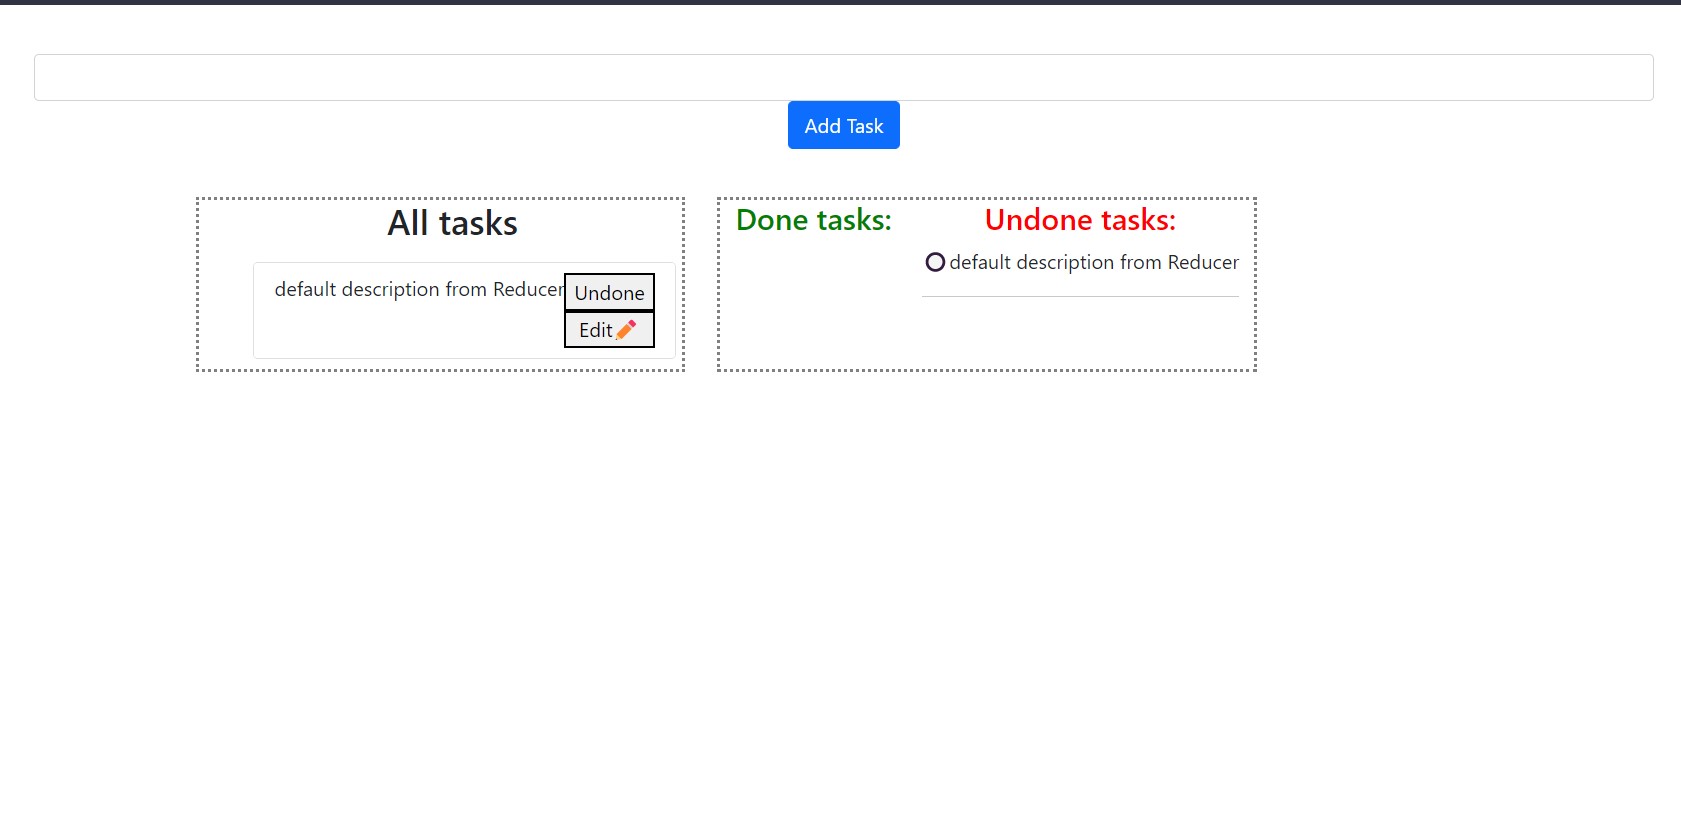 Add Task
All tasks
default description from Reducer
Undone
Edit
Done tasks:
Undone tasks:
default description from Reducer